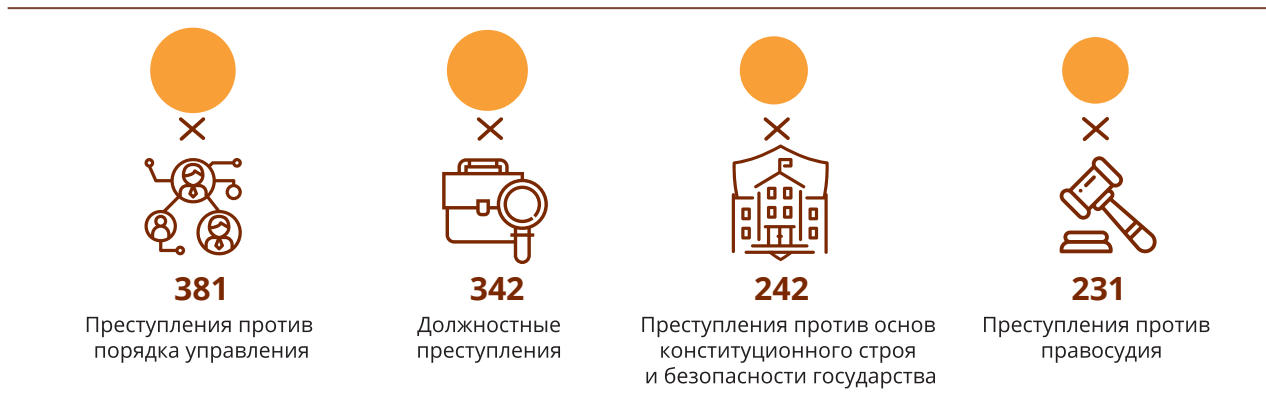 381
Преступления против
порядка управления
342
Должностные
преступления
242
Преступления против основ
конституционного строя
и безопасности государства
231
Преступления против
правосудия